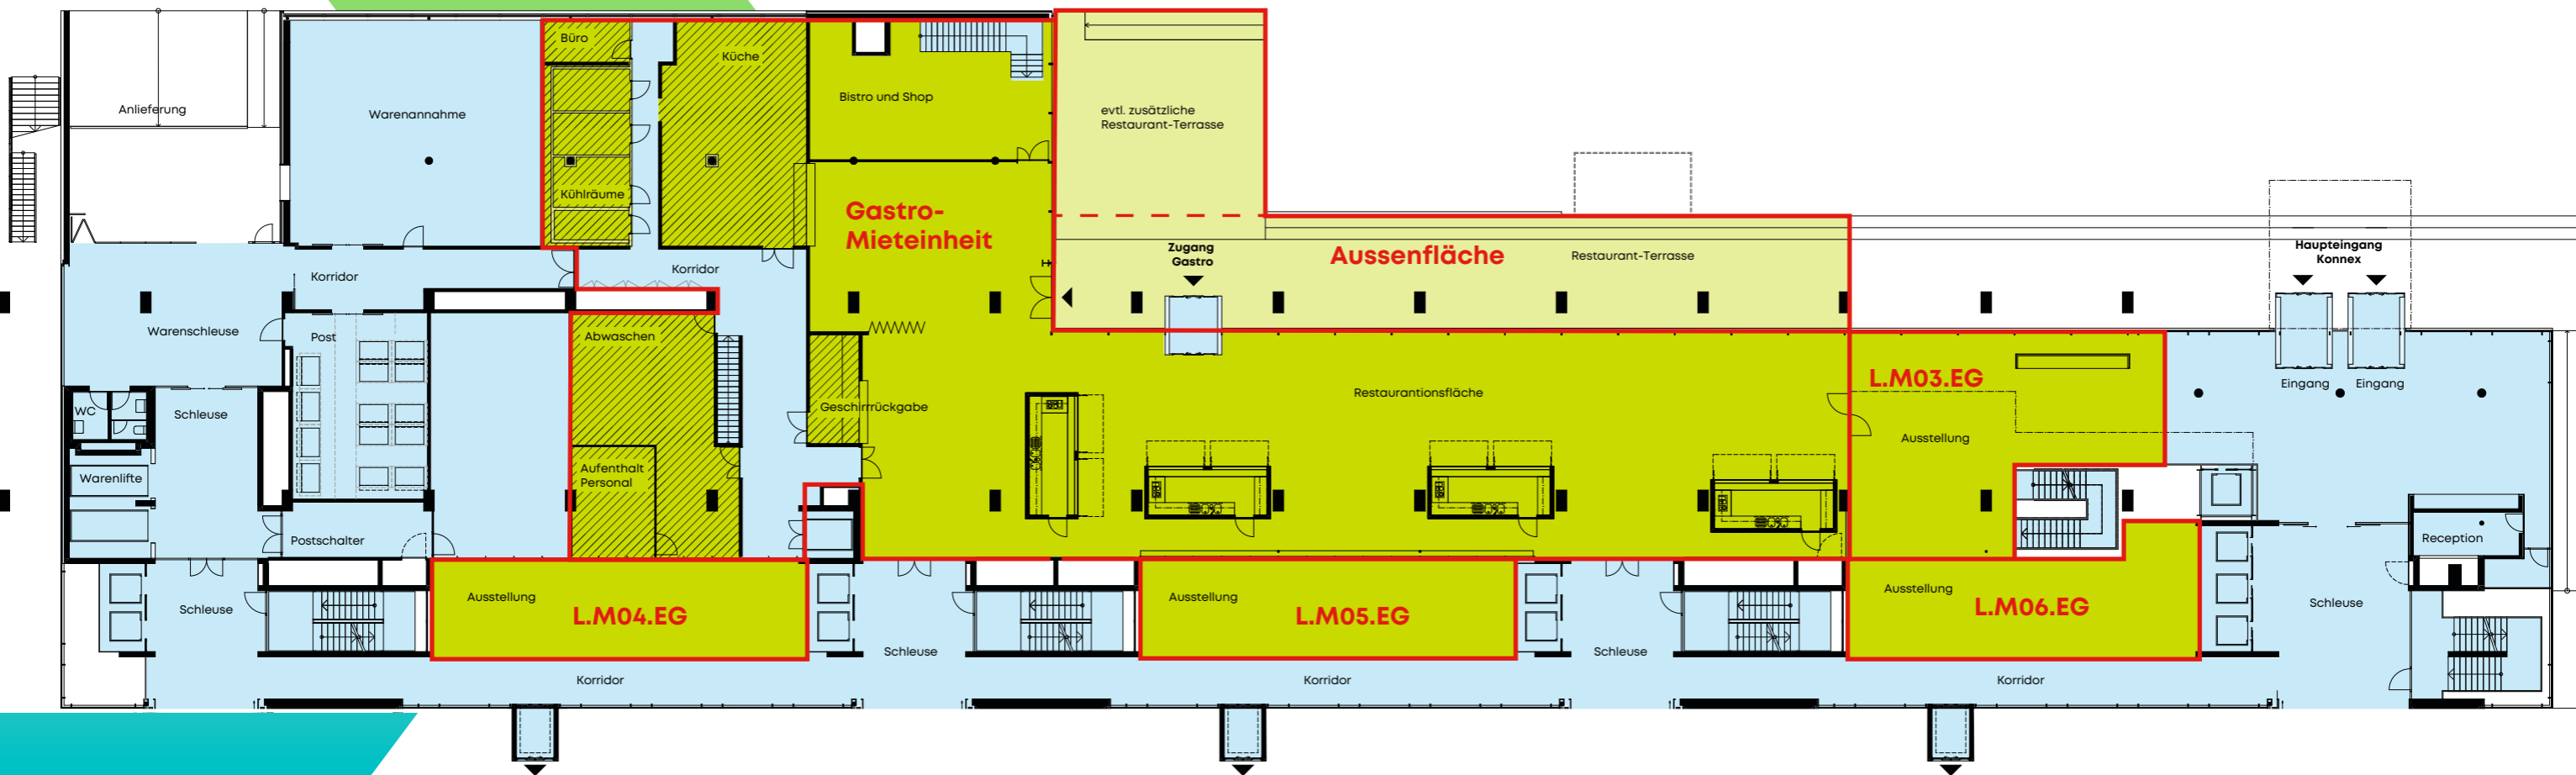 Büro
Küche
Anlieferung
Warenannahme
Bistro und Shop
evtl. zusätzliche
Restaurant-Terrasse
Kühlräume
Gastro-
Mieteinheit
Zugang
Gastro
Aussenfläche
Restaurant-Terrasse
Haupteingang
Konnex
Korridor
Korridor
Warenschleuse
Post
Abwaschen
L.M03.EG
Eingang
Eingang
WC
Schleuse
Geschirrrückgabe
Restaurantionsfläche
Ausstellung
Warenlifte
Aufenthalt
Personal
Postschalter
Reception
Schleuse
Ausstellung
L.M04.EG
Ausstellung
L.M05.EG
Ausstellung
L.M06.EG
Schleuse
Schleuse
Schleuse
Korridor
Korridor
Korridor